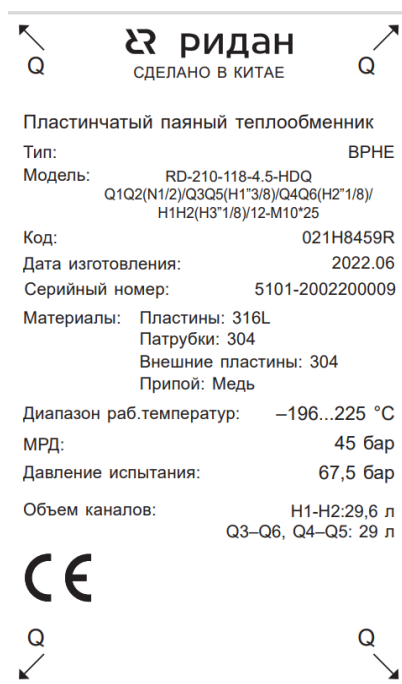 Q
ридан
Q
СДЕЛАНО В КИТАЕ
Пластинчатый паяный теплообменник
Тип: BPHE
Модель: RD-210-118-4.5-HDQ
Q1Q2(N1/2)/Q3Q5(H1"3/8)/Q4Q6(H2"1/8)/
H1H2(H3"1/8)/12-M10*25
Код: 021H8459R
Дата изготовления: 2022.06
Серийный номер: 5101-2002200009
Материалы: Пластины: 316L
Патрубки: 304
Внешние пластины: 304
Припой: Медь
Диапазон раб.температур: –196...225 °C
МРД: 45 бар
Давление испытания: 67,5 бар
Объем каналов: H1-H2:29,6 л
Q3–Q6, Q4–Q5: 29 л
CE
Q
Q